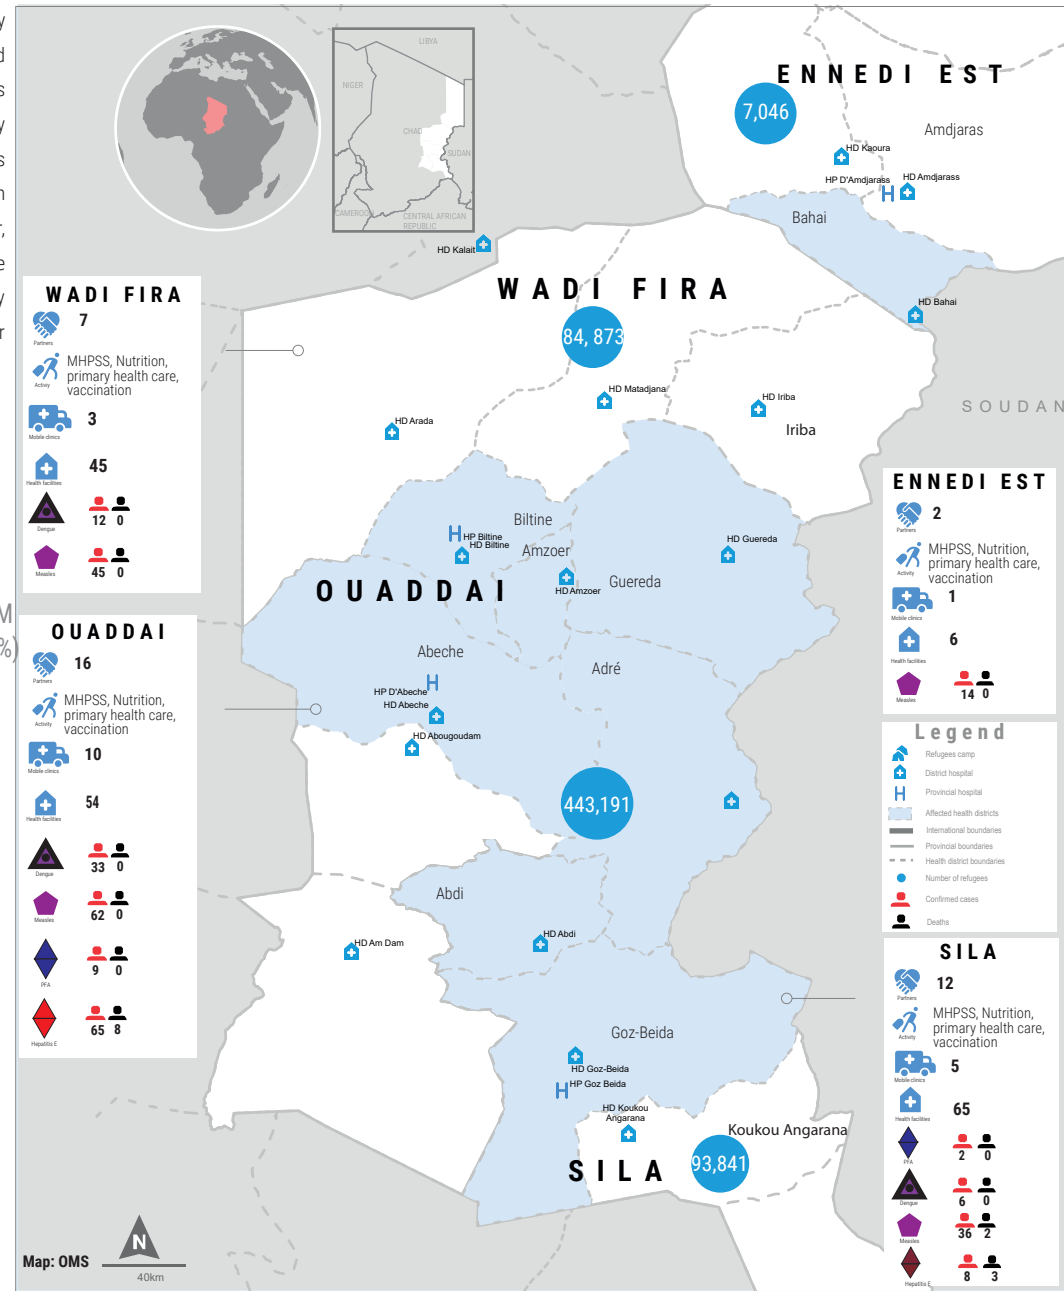 y
d
s
y
s
n
r,
e
y
r
M
%)
LIBYA
NIGER
CHAD
SUDAN
CAMEROON
CENTRAL AFRICAN
REPUBLIC
ENNEDI EST
7,046
Amdjaras
HD Kaoura
HP D'Amdjarass
HD Amdjarass
Bahai
HD Kalait
HD Bahai
WADI FIRA
84, 873
HD Matadjana
HD Iriba
Iriba
HD Arada
SOUDAN
Biltine
HP Biltine
HD Biltine
Amzoer
HD Amzoer
HD Guereda
Guereda
OUADDAI
Abeche
Adré
HP D'Abeche
HD Abeche
HD Abougoudam
443,191
Abdi
HD Abdi
HD Am Dam
Goz-Beida
HD Goz-Beida
HP Goz Beida
HD Koukou
Angarana
Koukou Angarana
SILA
93,841
WADI FIRA
7
Partners
MHPSS, Nutrition,
primary health care,
vaccination
Activiy
3
Mobile clinics
45
Health facilities
12 0
Dengue
45 0
Measles
OUADDAI
16
Partners
MHPSS, Nutrition,
primary health care,
vaccination
Activity
10
Mobile clinics
54
Health facilities
33 0
Dengue
62 0
Measles
9 0
PFA
65 8
Hepatitis E
ENNEDI EST
2
Partners
MHPSS, Nutrition,
primary health care,
vaccination
Activity
1
Mobile clinics
6
Health facilities
14 0
Measles
Legend
Refugees camp
District hospital
Provincial hospital
Affected health districts
International boundaries
Provincial boundaries
Health district boundaries
Number of refugees
Confirmed cases
Deaths
SILA
12
Partners
MHPSS, Nutrition,
primary health care,
vaccination
Activity
5
Mobile clinics
65
Health facilities
2 0
PFA
6 0
Dengue
36 2
Measles
8 3
Hepatitis E
N
Map: OMS
40km